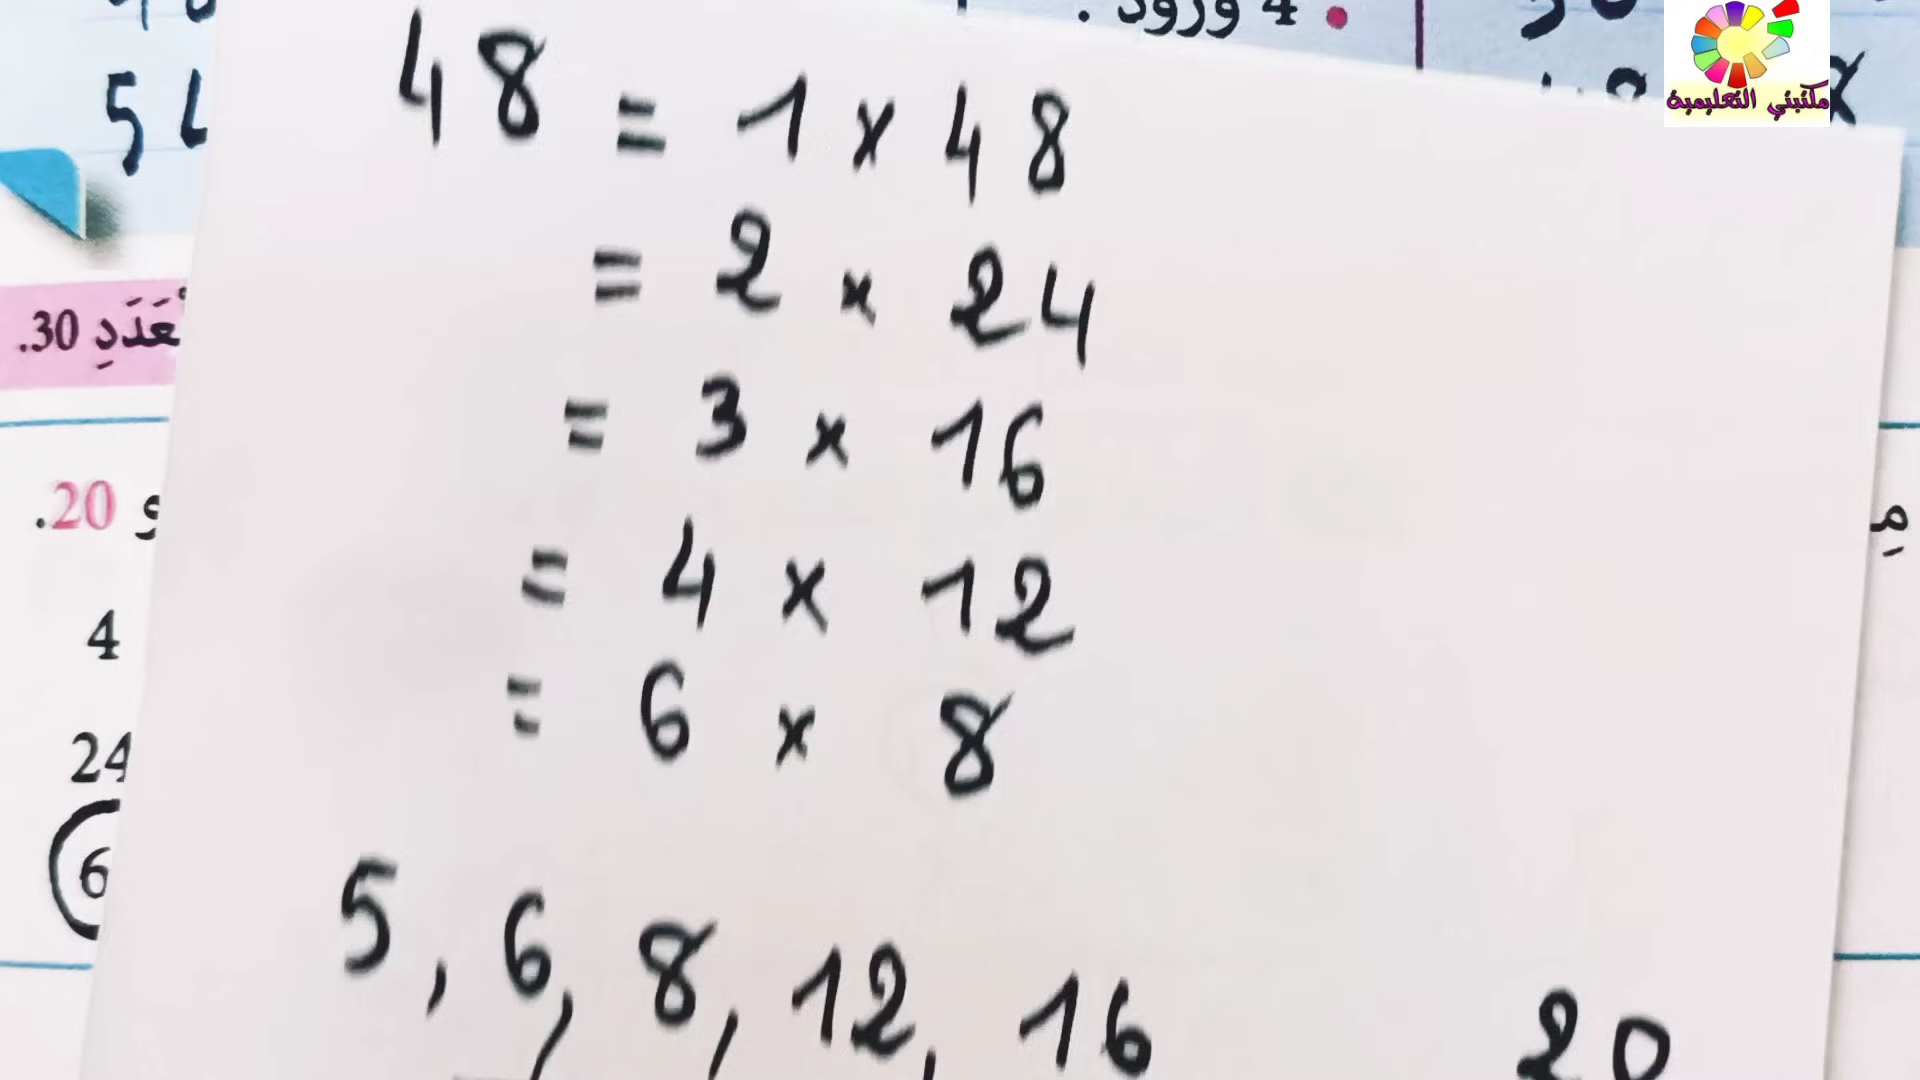 4 ورود .
مكتبتي التعليمية
54
48 = 1 x 48
= 2 x 24
= 3 x 16
= 4 x 12
= 6 x 8
5, 6, 8, 12, 16 20
عَدَدِ 30.
و 20.
4
24
6